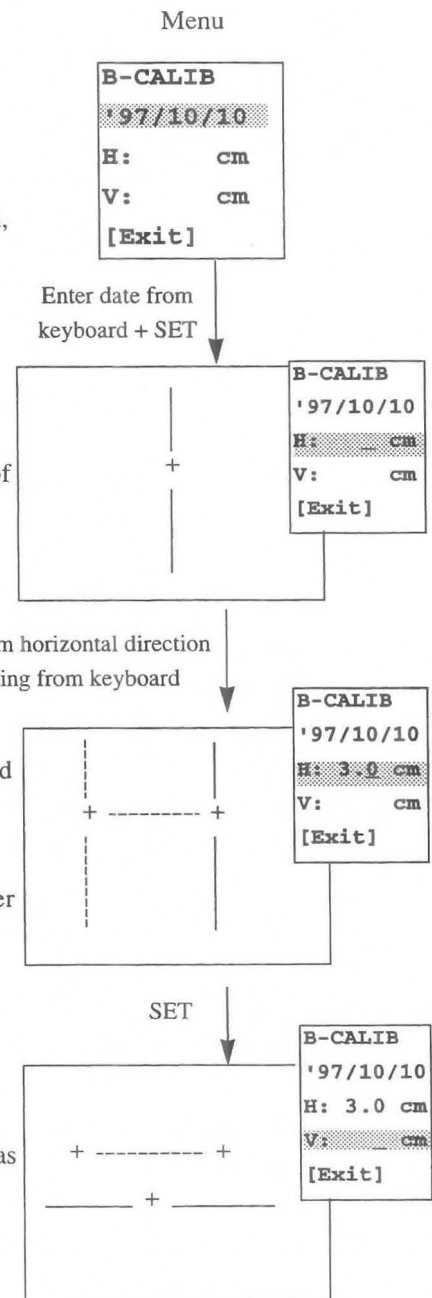 Menu
B-CALIB
'97/10/10
H: cm
V: cm
[Exit]
Enter date from
keyboard + SET
B-CALIB
'97/10/10
H: _ cm
V: cm
[Exit]
+
of
horizontal direction
from keyboard
B-CALIB
'97/10/10
H: 3.0 cm
V: cm
[Exit]
+ --------- +
SET
B-CALIB
'97/10/10
H: 3.0 cm
V: _ cm
[Exit]
+ ---------- +
+
as